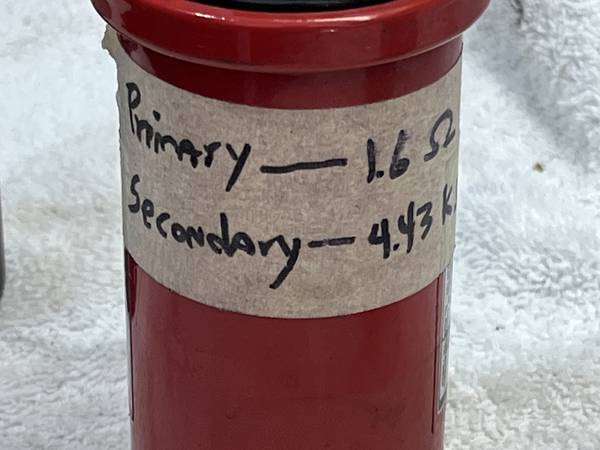 Primary — 1.6 Ω
Secondary — 4.43 K